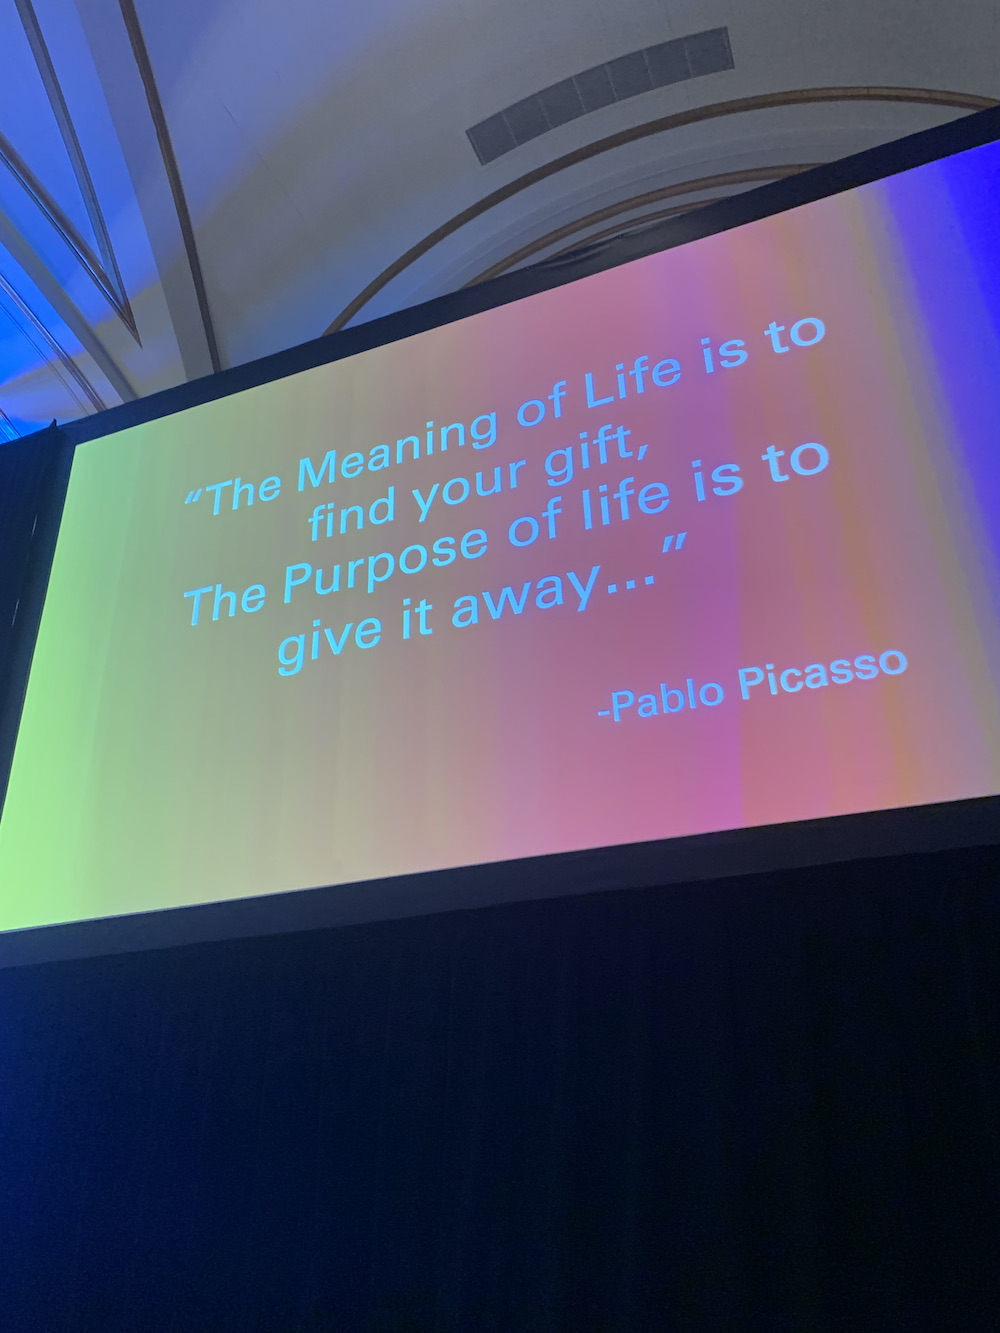 “The Meaning of Life is to
find your gift,
The Purpose of life is to
give it away...”
-Pablo Picasso